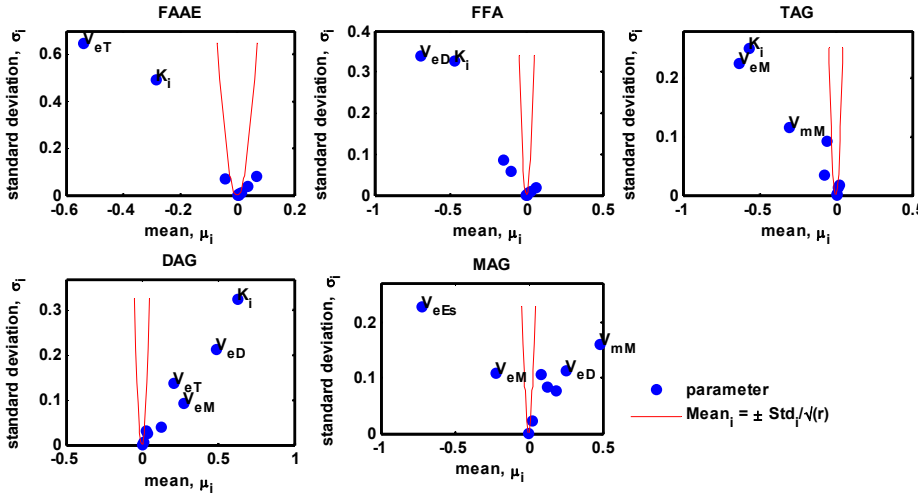 FAAE
standard deviation, σi
0.6
0.4
0.2
0
VeT
Ki
-0.6 -0.4 -0.2 0 0.2
mean, μi
FFA
standard deviation, σi
0.4
0.3
0.2
0.1
0
VeD
Ki
-1 -0.5 0 0.5
mean, μi
TAG
standard deviation, σi
0.2
0.1
0
Ki
VeM
VmM
-1 -0.5 0 0.5
mean, μi
DAG
standard deviation, σi
0.3
0.2
0.1
0
Ki
VeD
VeT
VeM
-0.5 0 0.5 1
mean, μi
MAG
standard deviation, σi
0.2
0.1
0
VeEs
VmM
VeM
VeD
-1 -0.5 0 0.5
mean, μi
parameter
Meani = ± Stdi/√(r)